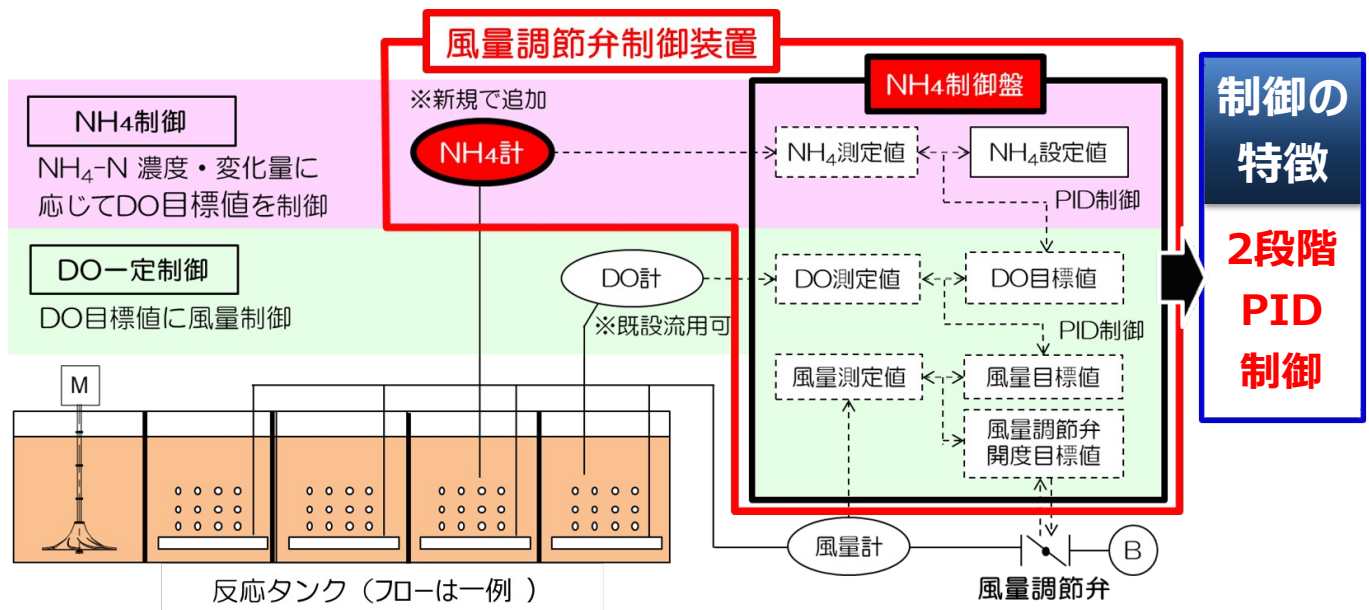 風量調節弁制御装置
NH4制御盤
制御の
特徴
2段階
PID
制御
NH4制御
NH₄-N 濃度・変化量に
応じてDO目標値を制御
※新規で追加
NH4計
NH₄測定値
NH₄設定値
PID制御
DO一定制御
DO目標値に風量制御
DO計
※既設流用可
DO測定値
DO目標値
PID制御
風量測定値
風量目標値
風量調節弁
開度目標値
M
風量計
B
風量調節弁
反応タンク（フローは一例 ）